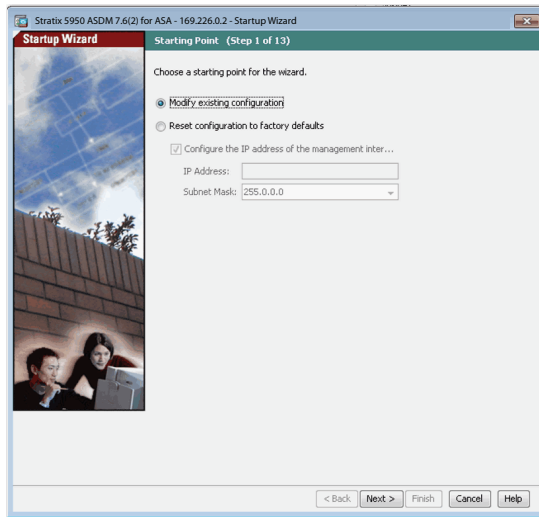 Stratix 5950 ASDM 7.6(2) for ASA - 169.226.0.2 - Startup Wizard
Startup Wizard
Starting Point (Step 1 of 13)
Choose a starting point for the wizard.
Modify existing configuration
Reset configuration to factory defaults
Configure the IP address of the management inter...
IP Address:
Subnet Mask: 255.0.0.0
< Back Next > Finish Cancel Help